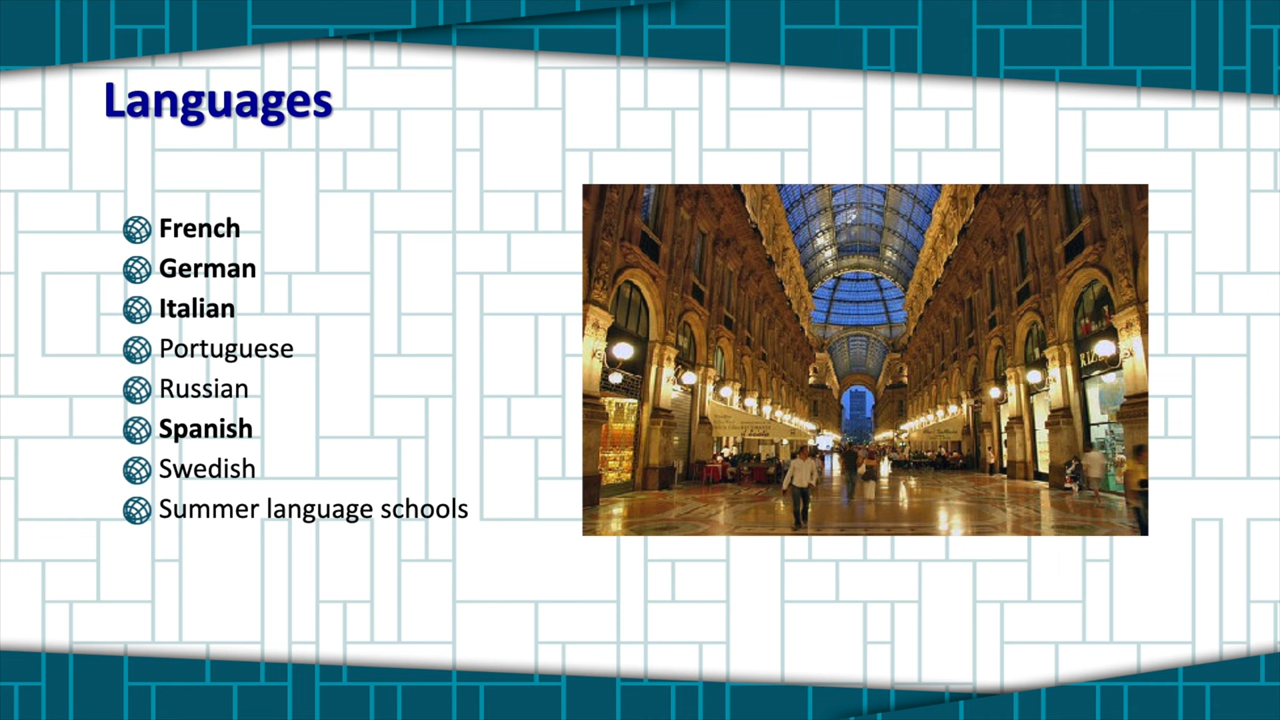 Languages
French
German
Italian
Portuguese
Russian
Spanish
Swedish
Summer language schools